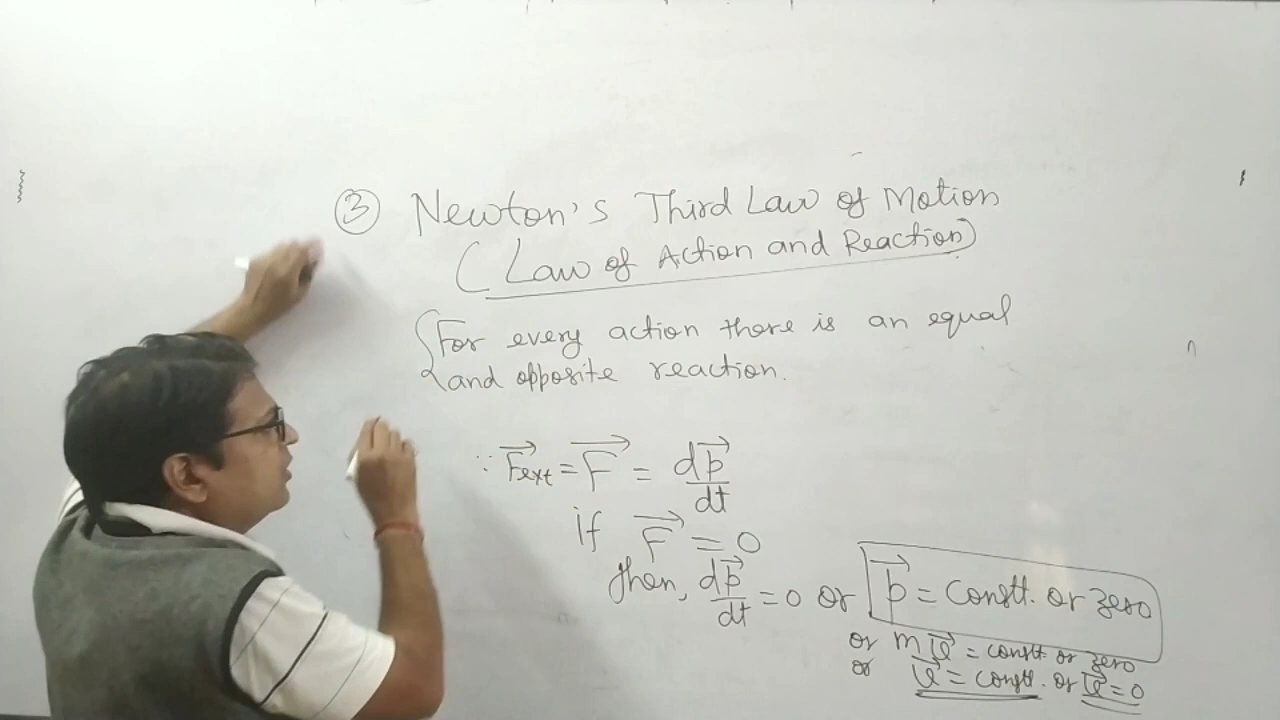 ③ Newton's Third Law of Motion
(Law of Action and Reaction)
{For every action there is an equal
and opposite reaction.
∵ F⃗ext = F⃗ = dp⃗/dt
if F⃗ = 0
then, dp⃗/dt = 0 or p⃗ = Constt. or zero
or mv⃗ = constt. or zero
or v⃗ = constt. or v⃗ = 0